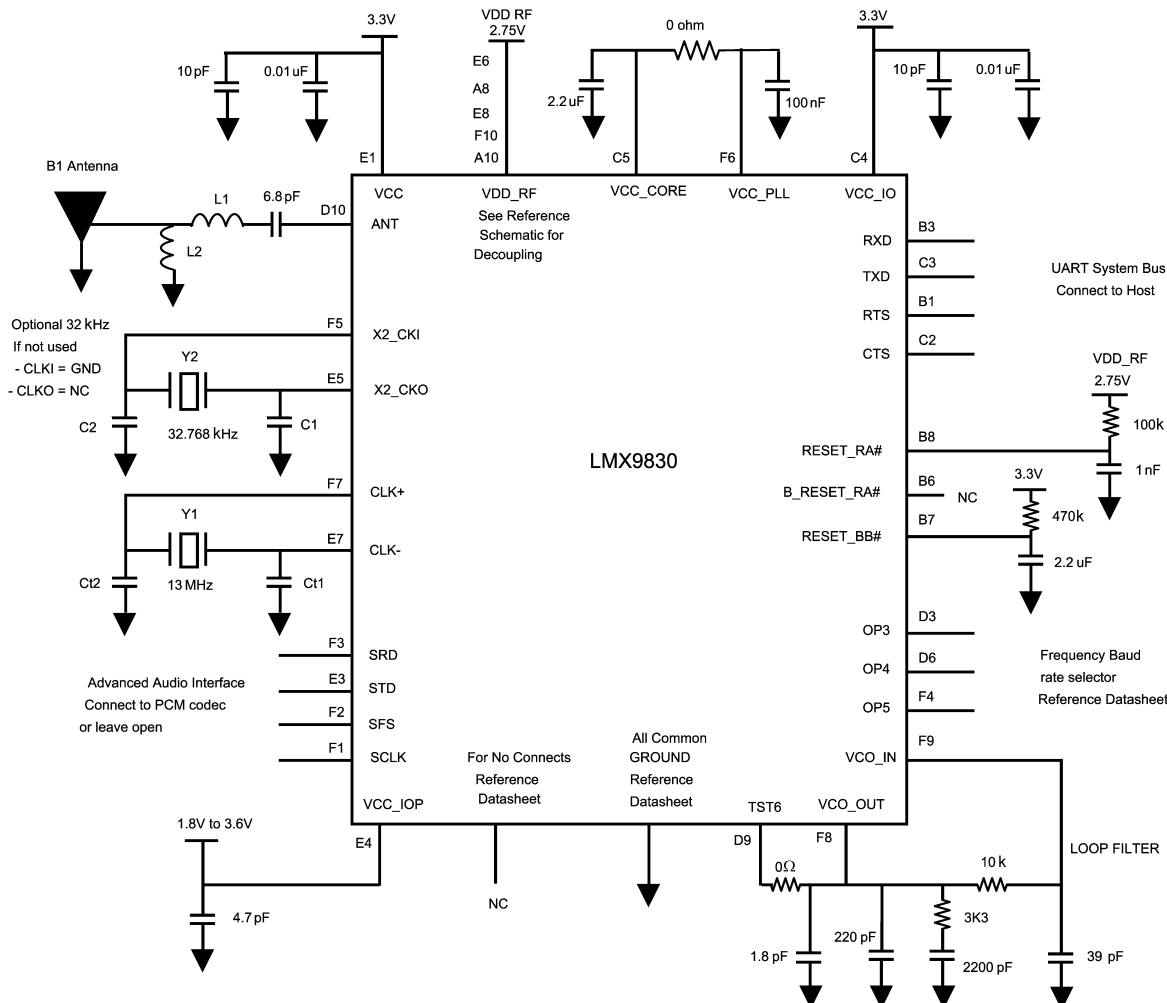 3.3V
VDD RF
2.75V
0 ohm
3.3V
10 pF
0.01 uF
E6
A8
E8
F10
A10
2.2 uF
100 nF
10 pF
0.01 uF
E1
C5
F6
C4
B1 Antenna
L1
6.8 pF
D10
L2
VCC
VDD_RF
VCC_CORE
VCC_PLL
VCC_IO
ANT
See Reference
Schematic for
Decoupling
RXD
B3
TXD
C3
RTS
B1
CTS
C2
UART System Bus
Connect to Host
Optional 32 kHz
If not used
- CLKI = GND
- CLKO = NC
F5
X2_CKI
Y2
E5
X2_CKO
C2
32.768 kHz
C1
VDD_RF
2.75V
100k
LMX9830
RESET_RA#
B8
1 nF
F7
CLK+
B_RESET_RA#
B6
NC
3.3V
470k
Y1
E7
CLK-
RESET_BB#
B7
2.2 uF
Ct2
13 MHz
Ct1
OP3
D3
OP4
D6
OP5
F4
Frequency Baud
rate selector
Reference Datasheet
F3
SRD
E3
STD
F2
SFS
F1
SCLK
Advanced Audio Interface
Connect to PCM codec
or leave open
For No Connects
Reference
Datasheet
All Common
GROUND
Reference
Datasheet
VCO_IN
F9
VCC_IOP
TST6
VCO_OUT
1.8V to 3.6V
E4
D9
F8
LOOP FILTER
0Ω
10 k
4.7 pF
NC
3K3
1.8 pF
220 pF
2200 pF
39 pF